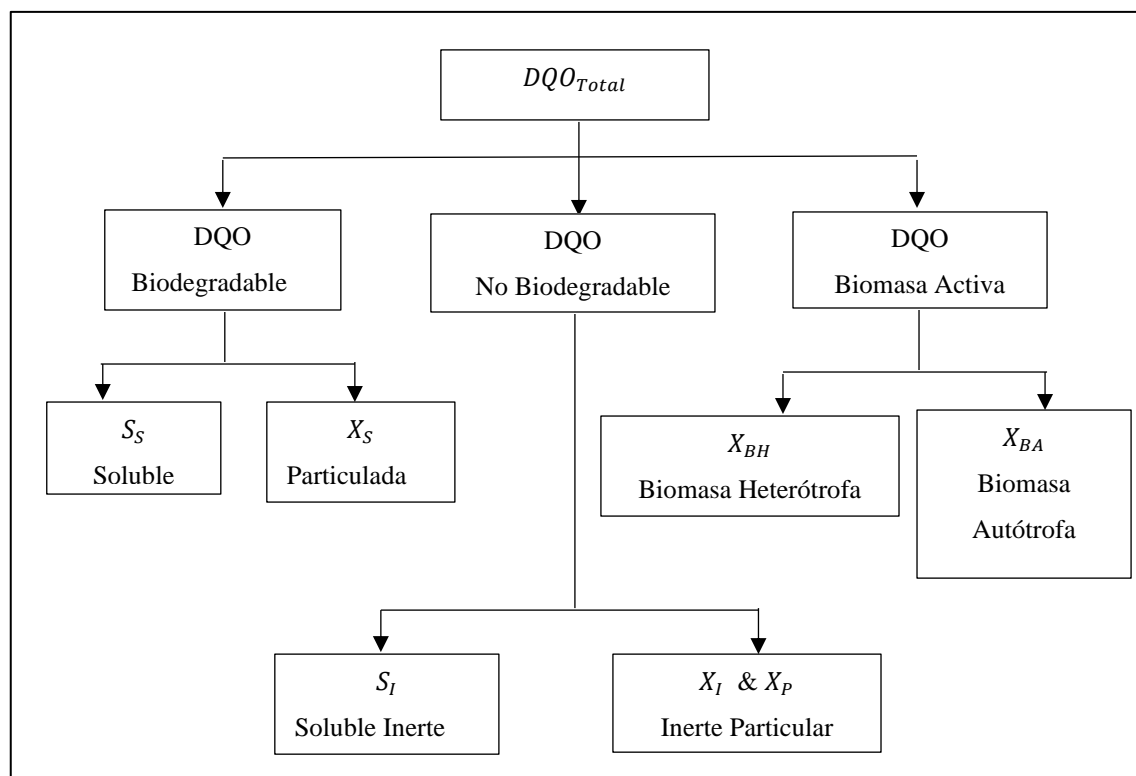 DQO_Total
DQO
Biodegradable
DQO
No Biodegradable
DQO
Biomasa Activa
S_S
Soluble
X_S
Particulada
X_BH
Biomasa Heterótrofa
X_BA
Biomasa
Autótrofa
S_I
Soluble Inerte
X_I & X_P
Inerte Particular